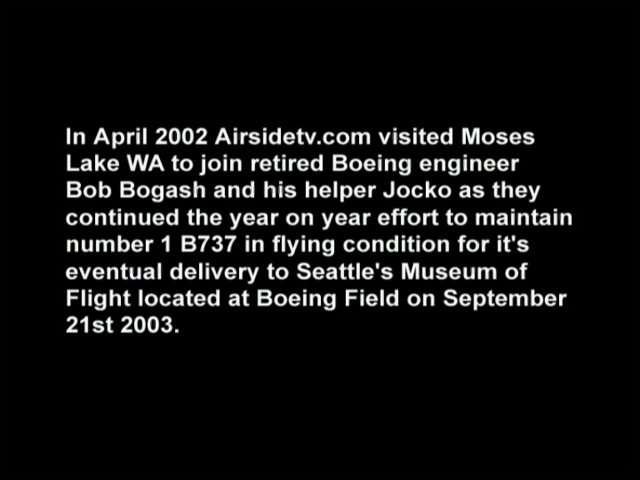 In April 2002 Airsidetv.com visited Moses
Lake WA to join retired Boeing engineer
Bob Bogash and his helper Jocko as they
continued the year on year effort to maintain
number 1 B737 in flying condition for it's
eventual delivery to Seattle's Museum of
Flight located at Boeing Field on September
21st 2003.